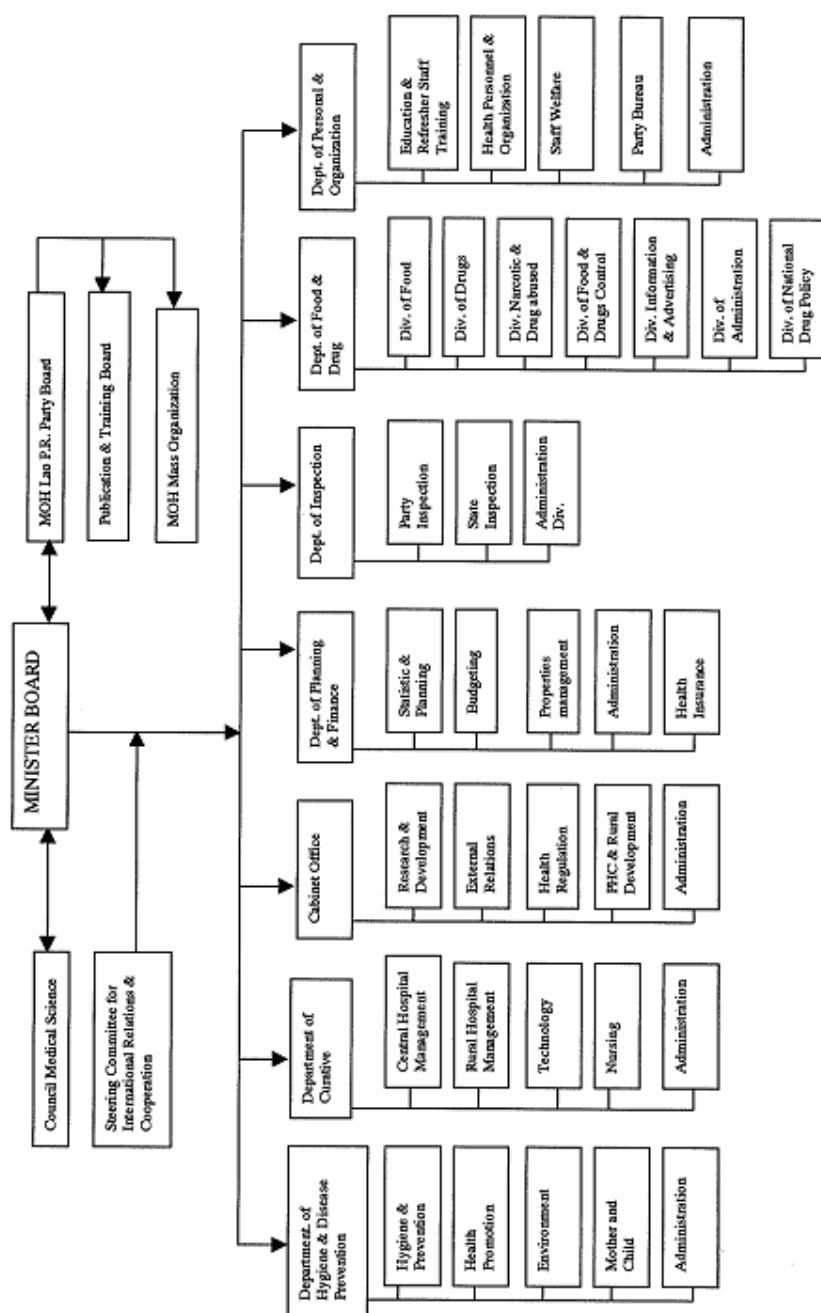 MINISTER BOARD
Council Medical Science
MOH Lao P.R. Party Board
Steering Committee for
International Relations &
Cooperation
Publication & Training Board
MOH Mass Organization
Department. of
Hygiene & Disease
Prevention
Hygiene &
Prevention
Health
Promotion
Environment
Mother and
Child
Administration
Department of
Curative
Central Hospital
Management
Rural Hospital
Management
Technology
Nursing
Administration
Cabinet Office
Research &
Development
External
Relations
Health
Regulation
PHC & Rural
Development
Administration
Dept. of Planning
& Finance
Statistic &
Planning
Budgeting
Properties
management
Administration
Health
Insurance
Dept. of Inspection
Party
Inspection
State
Inspection
Administration
Div.
Dept. of Food &
Drug
Div. of Food
Div. of Drugs
Div. Narcotic &
Drug abused
Div. of Food &
Drugs Control
Div. Information
& Advertising
Div. of
Administration
Div. of National
Drug Policy
Dept. of Personal &
Organization
Education &
Refresher Staff
Training
Health Personnel &
Organization
Staff Welfare
Party Bureau
Administration